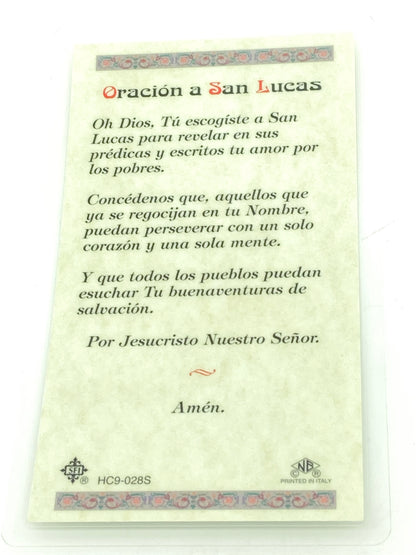 Oración a San Lucas
Oh Dios, Tú escogíste a San
Lucas para revelar en sus
prédicas y escritos tu amor por
los pobres.
Concédenos que, aquellos que
ya se regocijan en tu Nombre,
puedan perseverar con un solo
corazón y una sola mente.
Y que todos los pueblos puedan
esuchar Tu buenaventuras de
salvación.
Por Jesucristo Nuestro Señor.
Amén.
HC9-028S
PRINTED IN ITALY